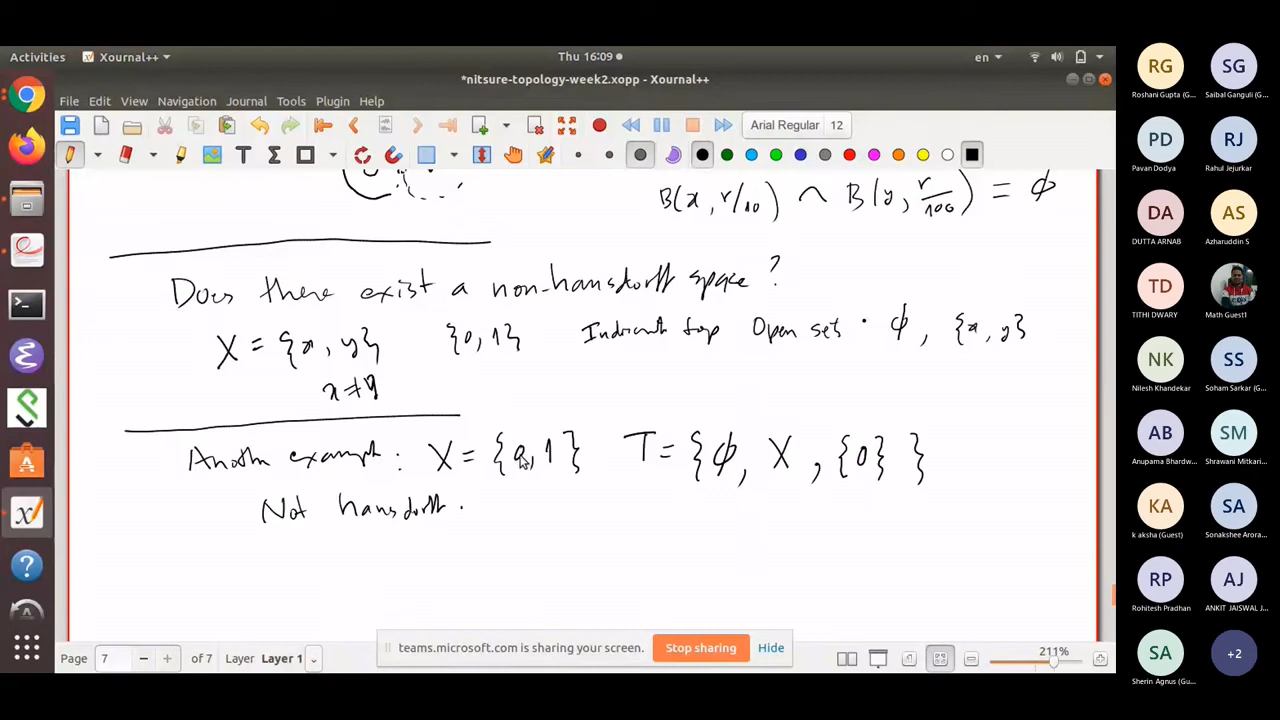 Activities Xournal++ Thu 16:09 en
*nitsure-topology-week2.xopp - Xournal++
File Edit View Navigation Journal Tools Plugin Help
Arial Regular 12
B(x, r/10) ∩ B(y, r/100) = ϕ
Does there exist a non-hausdorff space ?
X = {x, y} {0, 1} Indiscrete top Open sets • ϕ, {x, y}
x ≠ y
Another example : X = {0, 1} T = {ϕ, X, {0} }
Not hausdorff .
teams.microsoft.com is sharing your screen. Stop sharing Hide
Page 7 of 7 Layer Layer 1 211%
RG
Roshani Gupta (G...
SG
Saibal Ganguli (G...
PD
Pavan Dodya
RJ
Rahul Jejurkar
DA
DUTTA ARNAB
AS
Azharuddin S
TD
TITHI DWARY
Math Guest1
NK
Nilesh Khandekar
SS
Soham Sarkar (G...
AB
Anupama Bhardw...
SM
Shrawani Mitkari...
KA
k aksha (Guest)
SA
Sonakshee Arora...
RP
Rohitesh Pradhan
AJ
ANKIT JAISWAL J...
SA
Sherin Agnus (Gu...
+2